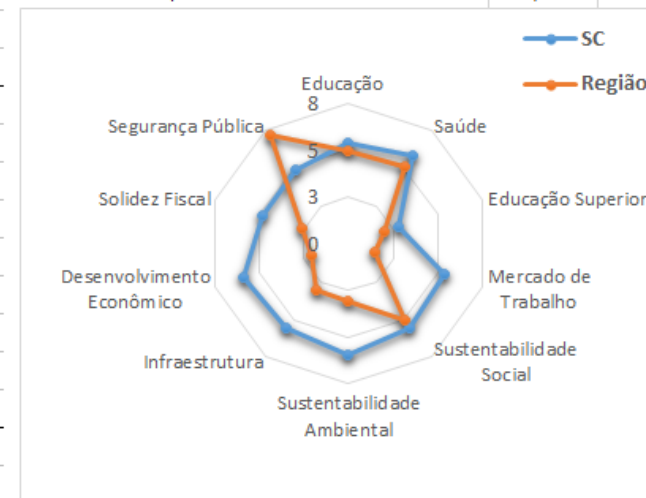 SC
Região
Educação
8
Segurança Pública
Saúde
5
3
Solidez Fiscal
Educação Superior
0
Desenvolvimento
Econômico
Mercado de
Trabalho
Infraestrutura
Sustentabilidade
Social
Sustentabilidade
Ambiental